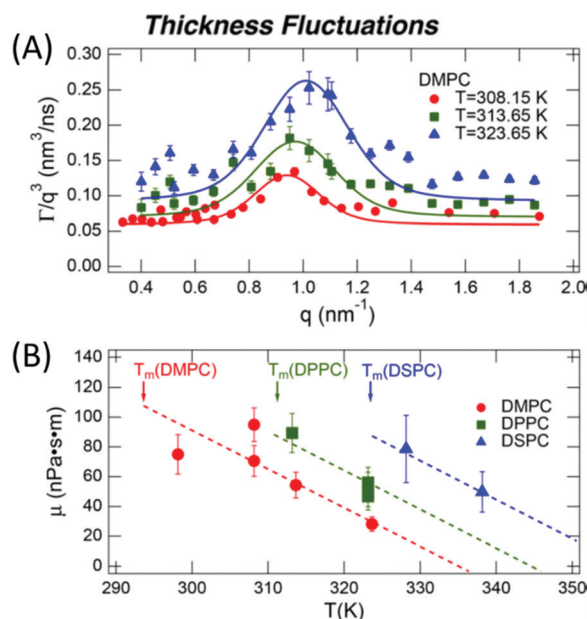 Thickness Fluctuations
(A)
Γ/q³ (nm³/ns)
0.30
0.25
0.20
0.15
0.10
0.05
0.00
DMPC
T=308.15 K
T=313.65 K
T=323.65 K
0.4 0.6 0.8 1.0 1.2 1.4 1.6 1.8 2.0
q (nm⁻¹)
(B)
μ (nPa•s•m)
140
120
100
80
60
40
20
0
Tₘ(DMPC) Tₘ(DPPC) Tₘ(DSPC)
DMPC
DPPC
DSPC
290 300 310 320 330 340 350
T(K)